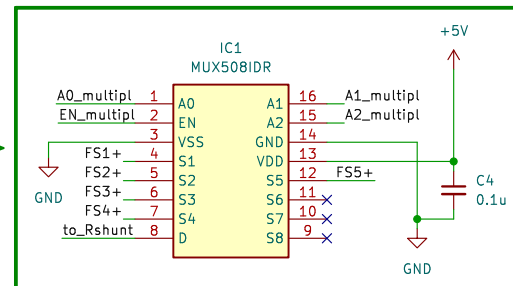 +5V
IC1
MUX508IDR
A0_multipl 1 A0 A1 16 A1_multipl
EN_multipl 2 EN A2 15 A2_multipl
3 VSS GND 14
FS1+ 4 S1 VDD 13
FS2+ 5 S2 S5 12 FS5+
FS3+ 6 S3 S6 11
FS4+ 7 S4 S7 10
to_Rshunt 8 D S8 9
GND
C4
0.1u
GND